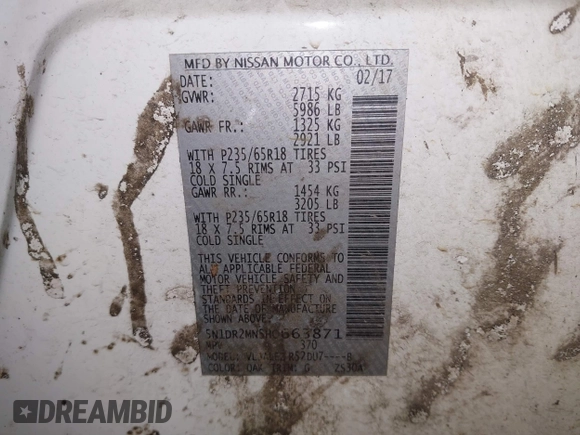 MFD BY NISSAN MOTOR CO., LTD.
DATE: 02/17
GVWR: 2715 KG
5986 LB
GAWR FR.: 1325 KG
2921 LB
WITH P235/65R18 TIRES
18 X 7.5 RIMS AT 33 PSI
COLD SINGLE
GAWR RR.: 1454 KG
3205 LB
WITH P235/65R18 TIRES
18 X 7.5 RIMS AT 33 PSI
COLD SINGLE
THIS VEHICLE CONFORMS TO
ALL APPLICABLE FEDERAL
MOTOR VEHICLE SAFETY AND
THEFT PREVENTION
STANDARDS IN EFFECT ON
THE DATE OF MANUFACTURE
SHOWN ABOVE.
663871
MPV 370
MODEL:
COLOR: TRIM: G
DREAMBID